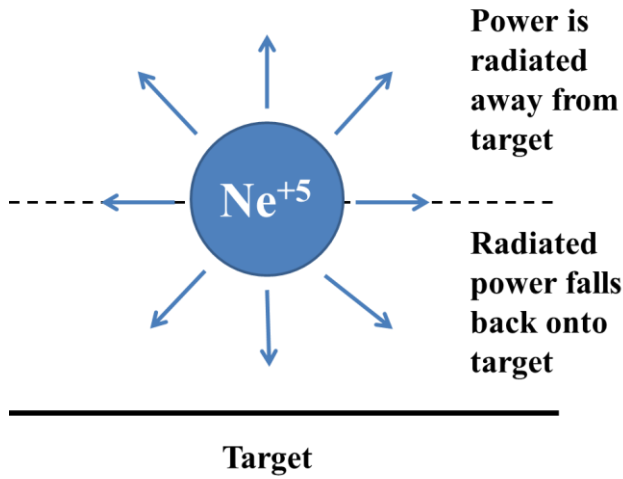 Power is
radiated
away from
target
Ne⁺⁵
Radiated
power falls
back onto
target
Target